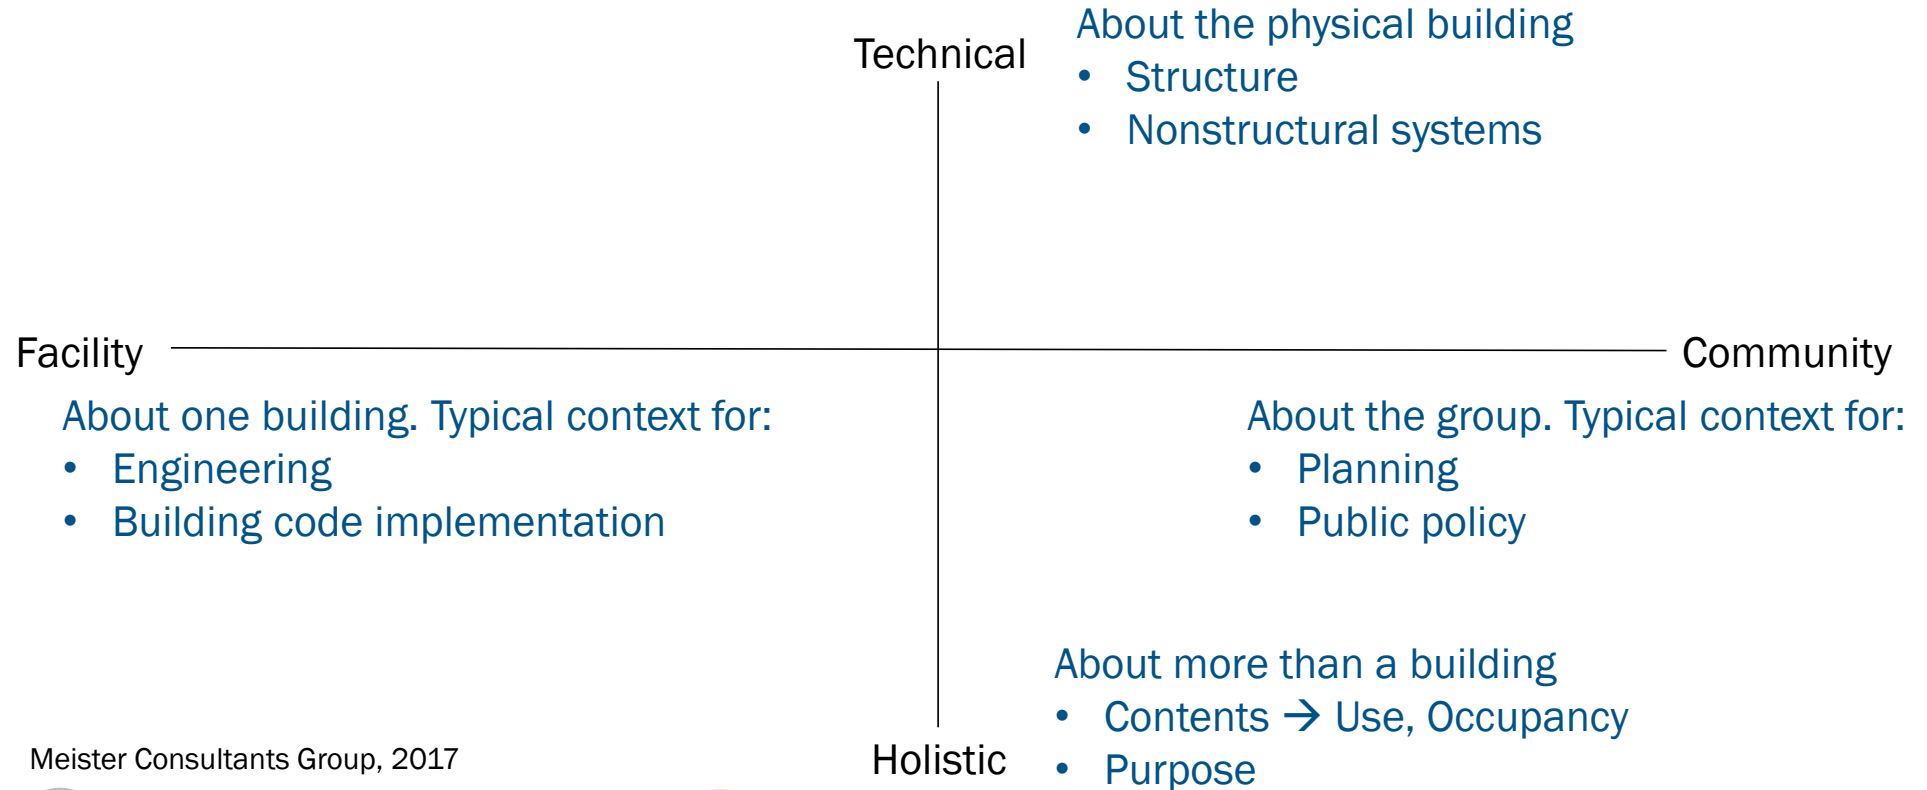 Technical
About the physical building
• Structure
• Nonstructural systems
Facility
Community
About one building. Typical context for:
• Engineering
• Building code implementation
About the group. Typical context for:
• Planning
• Public policy
About more than a building
• Contents → Use, Occupancy
• Purpose
Holistic
Meister Consultants Group, 2017